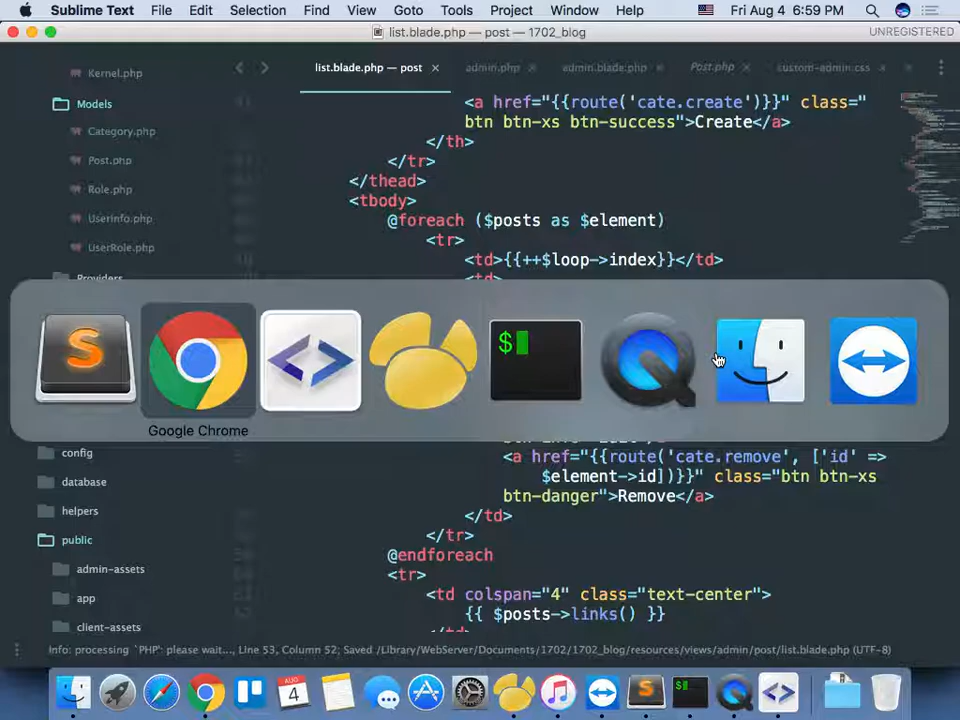 Sublime Text File Edit Selection Find View Goto Tools Project Window Help Fri Aug 4 6:59 PM
list.blade.php — post — 1702_blog UNREGISTERED
list.blade.php — post × admin.php × admin.blade.php × Post.php × custom-admin.css ×
Kernel.php
Models
Category.php
Post.php
Role.php
Userinfo.php
UserRole.php
Providers
<a href="{{route('cate.create')}}" class="
btn btn-xs btn-success">Create</a>
</th>
</tr>
</thead>
<tbody>
@foreach ($posts as $element)
<tr>
<td>{{++$loop->index}}</td>
<td>
S
$
Google Chrome
config
database
helpers
public
admin-assets
app
client-assets
<a href="{{route('cate.remove', ['id' =>
$element->id])}}" class="btn btn-xs
btn-danger">Remove</a>
</td>
</tr>
@endforeach
<tr>
<td colspan="4" class="text-center">
{{ $posts->links() }}
</td>
Info: processing `PHP`: please wait..., Line 53, Column 52; Saved /Library/WebServer/Documents/1702/1702_blog/resources/views/admin/post/list.blade.php (UTF-8)
AUG
4